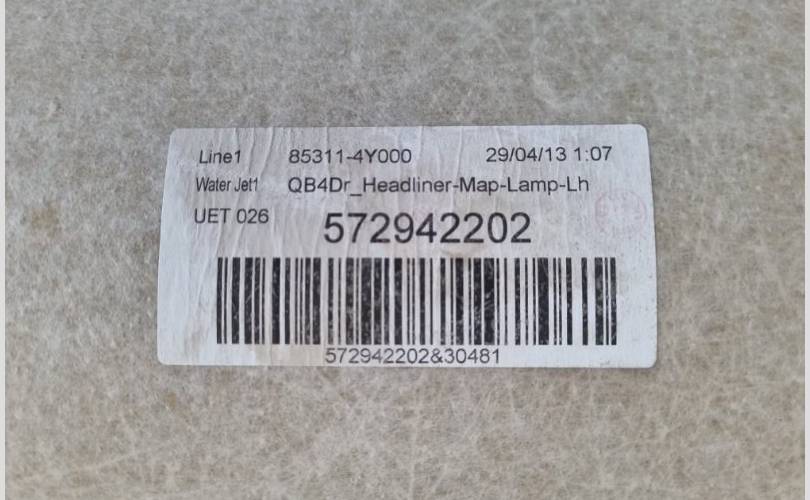 Line1 85311-4Y000 29/04/13 1:07
Water Jet1 QB4Dr_Headliner-Map-Lamp-Lh
UET 026 572942202
572942202&30481